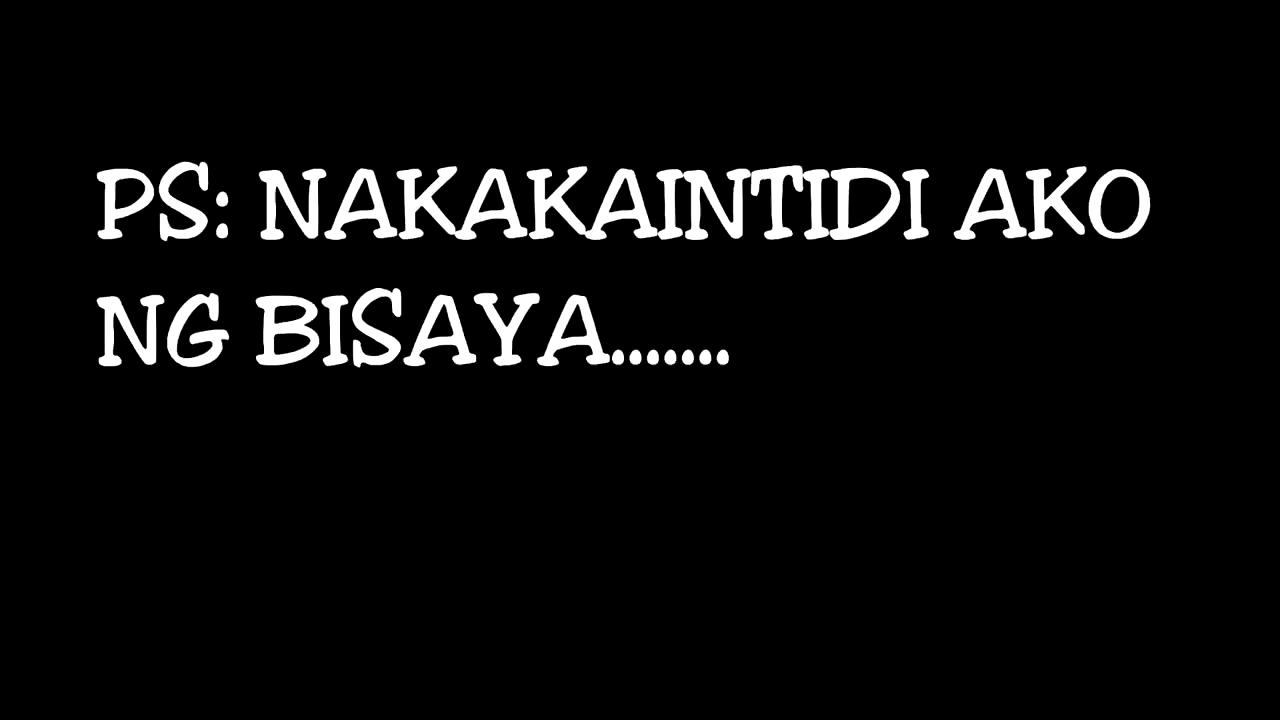 PS: NAKAKAINTIDI AKO
NG BISAYA.......